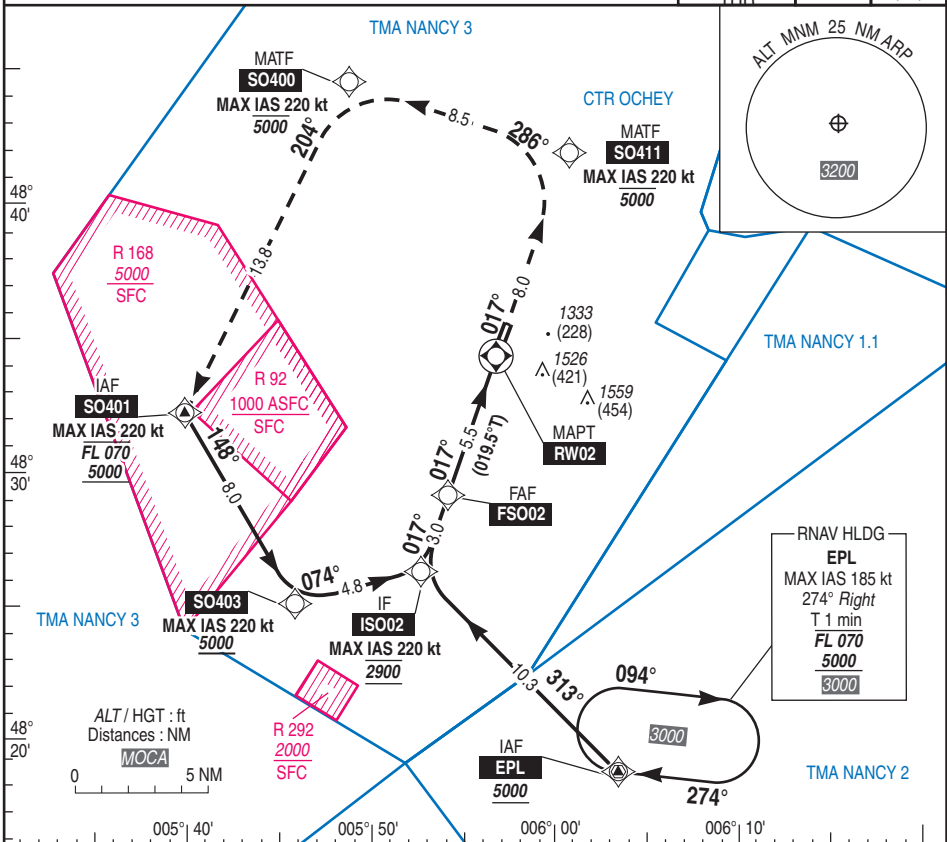 TMA NANCY 3
ALT MNM 25 NM ARP
3200
MATF
SO400
MAX IAS 220 kt
5000
CTR OCHEY
MATF
SO411
MAX IAS 220 kt
5000
204°
8.5
286°
48°
40'
R 168
5000
SFC
13.8
8.0
017°
1333
(228)
1526
(421)
1559
(454)
TMA NANCY 1.1
R 92
1000 ASFC
SFC
IAF
SO401
MAX IAS 220 kt
FL 070
5000
148°
8.0
MAPT
RW02
5.5
(019.5°T)
017°
48°
30'
FAF
FSO02
3.0
017°
074°
4.8
SO403
MAX IAS 220 kt
5000
IF
ISO02
MAX IAS 220 kt
2900
TMA NANCY 3
RNAV HLDG
EPL
MAX IAS 185 kt
274° Right
T 1 min
FL 070
5000
3000
10.3
313°
094°
3000
274°
R 292
2000
SFC
IAF
EPL
5000
TMA NANCY 2
48°
20'
ALT / HGT : ft
Distances : NM
MOCA
0 5 NM
005° 40'
005° 50'
006° 00'
006° 10'